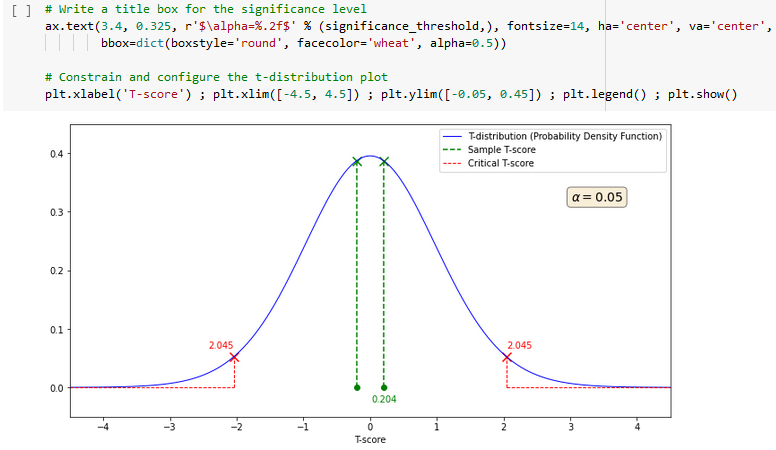 [ ] # Write a title box for the significance level
ax.text(3.4, 0.325, r'$\alpha=%.2f$' % (significance_threshold,), fontsize=14, ha='center', va='center',
bbox=dict(boxstyle='round', facecolor='wheat', alpha=0.5))
# Constrain and configure the t-distribution plot
plt.xlabel('T-score') ; plt.xlim([-4.5, 4.5]) ; plt.ylim([-0.05, 0.45]) ; plt.legend() ; plt.show()
T-distribution (Probability Density Function)
Sample T-score
Critical T-score
α = 0.05
0.4
0.3
0.2
0.1
0.0
2.045
2.045
0.204
−4 −3 −2 −1 0 1 2 3 4
T-score